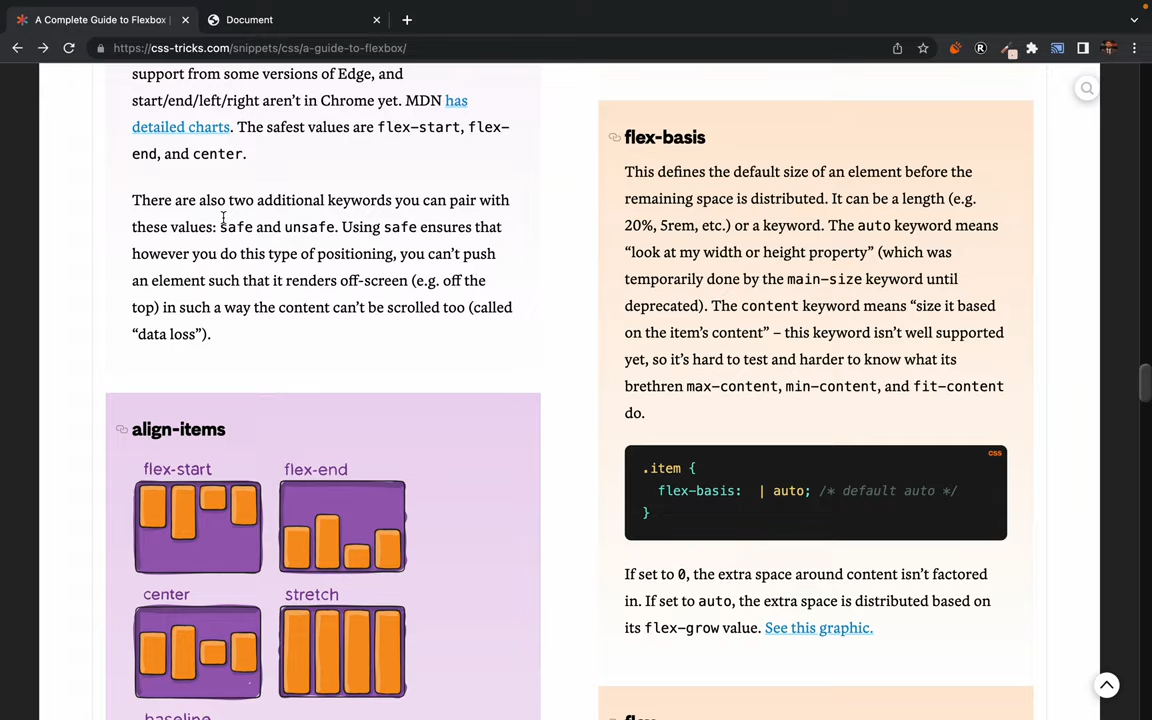 A Complete Guide to Flexbox |
Document
https://css-tricks.com/snippets/css/a-guide-to-flexbox/
support from some versions of Edge, and
start/end/left/right aren't in Chrome yet. MDN has
detailed charts. The safest values are flex-start, flex-
end, and center.
There are also two additional keywords you can pair with
these values: safe and unsafe. Using safe ensures that
however you do this type of positioning, you can't push
an element such that it renders off-screen (e.g. off the
top) in such a way the content can't be scrolled too (called
“data loss”).
align-items
flex-start
flex-end
center
stretch
baseline
flex-basis
This defines the default size of an element before the
remaining space is distributed. It can be a length (e.g.
20%, 5rem, etc.) or a keyword. The auto keyword means
“look at my width or height property” (which was
temporarily done by the main-size keyword until
deprecated). The content keyword means “size it based
on the item's content” – this keyword isn't well supported
yet, so it's hard to test and harder to know what its
brethren max-content, min-content, and fit-content
do.
CSS
.item {
flex-basis:  | auto; /* default auto */
}
If set to 0, the extra space around content isn't factored
in. If set to auto, the extra space is distributed based on
its flex-grow value. See this graphic.